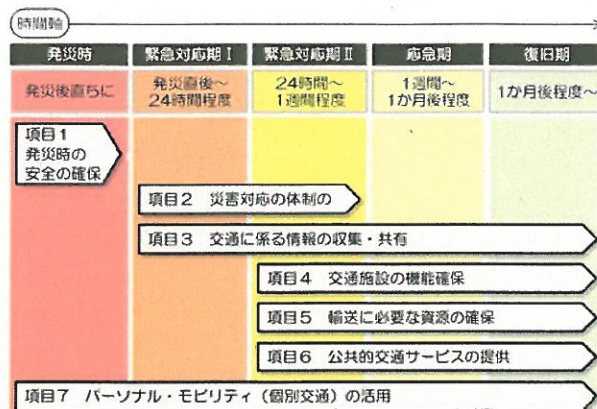 時間軸
発災時
緊急対応期Ⅰ
緊急対応期Ⅱ
応急期
復旧期
発災後直ちに
発災直後~
24時間程度
24時間~
1週間程度
1週間~
1か月後程度
1か月後程度~
項目1
発災時の
安全の確保
項目2 災害対応の体制の
項目3 交通に係る情報の収集・共有
項目4 交通施設の機能確保
項目5 輸送に必要な資源の確保
項目6 公共的交通サービスの提供
項目7 パーソナル・モビリティ(個別交通)の活用